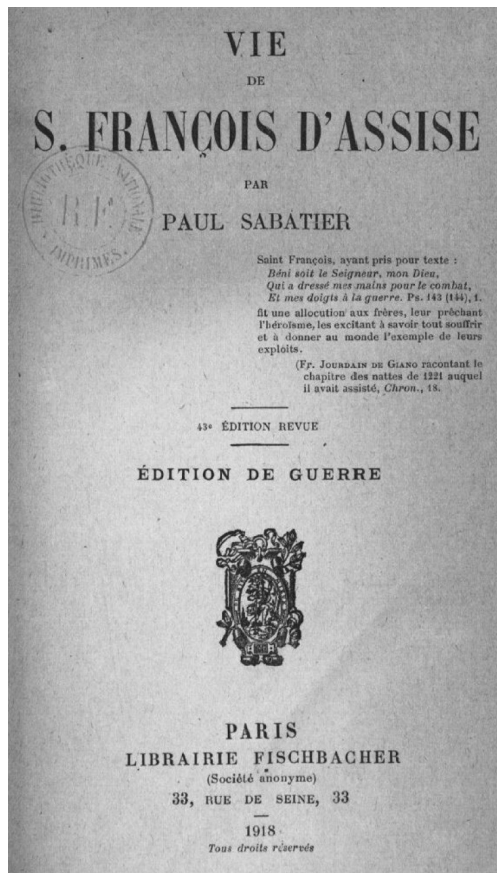 VIE
DE
S. FRANÇOIS D'ASSISE
BIBLIOTHÈQUE NATIONALE
R.F.
IMPRIMÉS.
PAR
PAUL SABATIER
Saint François, ayant pris pour texte :
Béni soit le Seigneur, mon Dieu,
Qui a dressé mes mains pour le combat,
Et mes doigts à la guerre. Ps. 143 (144), 1.
fit une allocution aux frères, leur prêchant
l'héroïsme, les excitant à savoir tout souffrir
et à donner au monde l'exemple de leurs
exploits.
(Fr. JOURDAIN DE GIANO racontant le
chapitre des nattes de 1221 auquel
il avait assisté, Chron., 18.
43e ÉDITION REVUE
ÉDITION DE GUERRE
PARIS
LIBRAIRIE FISCHBACHER
(Société anonyme)
33, RUE DE SEINE, 33
1918
Tous droits réservés